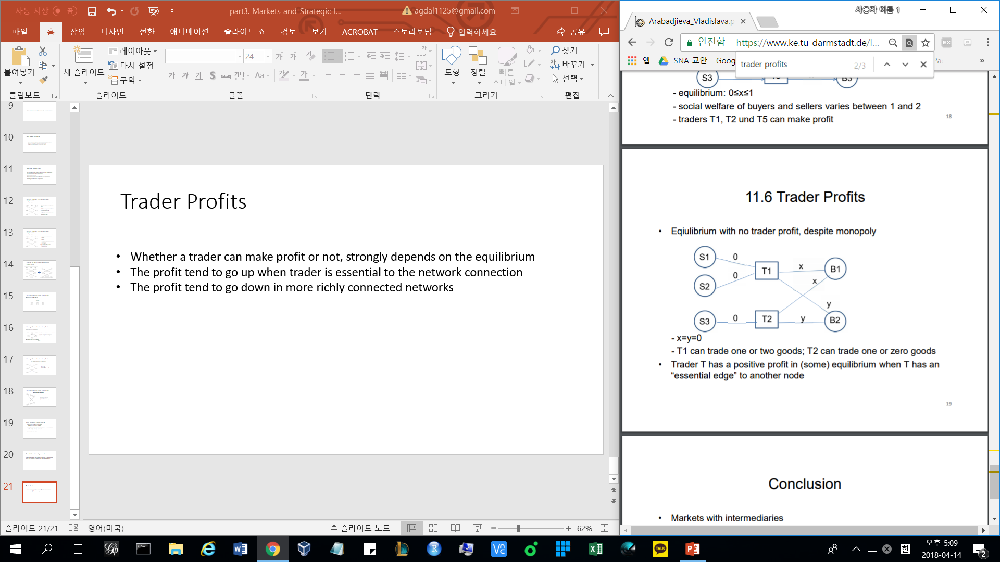 자동 저장 끔
part3. Markets_and_Strategic_I...
agdal1125@gmail.com
파일 홈 삽입 디자인 전환 애니메이션 슬라이드 쇼 검토 보기 ACROBAT 스토리보딩 입력하세요 공유
붙여넣기
새 슬라이드
레이아웃
다시 설정
구역
24
가 가 가 S 가나 Aa 가
도형 정렬 빠른 스타일
찾기
바꾸기
선택
클립보드 슬라이드 글꼴 단락 그리기 편집
9
10
11
12
13
14
15
16
17
18
19
20
21
Trader Profits
• Whether a trader can make profit or not, strongly depends on the equilibrium
• The profit tend to go up when trader is essential to the network connection
• The profit tend to go down in more richly connected networks
슬라이드 21/21 영어(미국) 슬라이드 노트 62%
사용자 이름 1
Arabadjieva_Vladislava.p
안전함 https://www.ke.tu-darmstadt.de/l...
앱 SNA 교안 - Goog
trader profits 2/3
S3 B3
- equilibrium: 0≤x≤1
- social welfare of buyers and sellers varies between 1 and 2
- traders T1, T2 und T5 can make profit
18
11.6 Trader Profits
• Eqiulibrium with no trader profit, despite monopoly
S1 0 T1 x B1
S2 0 x
y
S3 0 T2 y B2
- x=y=0
- T1 can trade one or two goods; T2 can trade one or zero goods
• Trader T has a positive profit in (some) equilibrium when T has an
“essential edge” to another node
19
Conclusion
• Markets with intermediaries
한
오후 5:09
2018-04-14
2